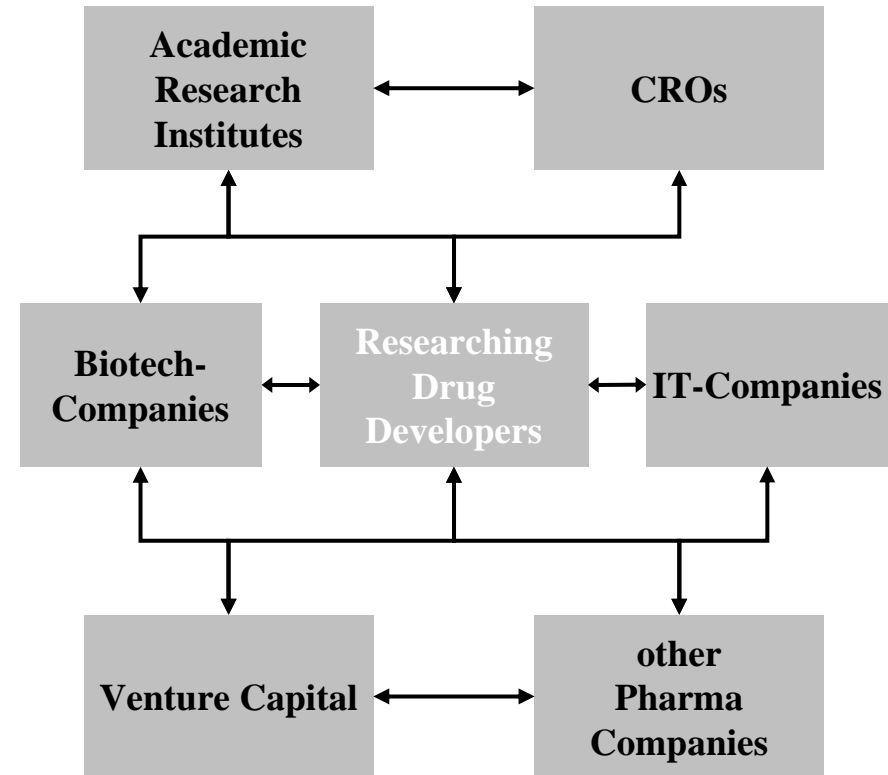 Academic
Research
Institutes
CROs
Biotech-
Companies
Researching
Drug
Developers
IT-Companies
Venture Capital
other
Pharma
Companies